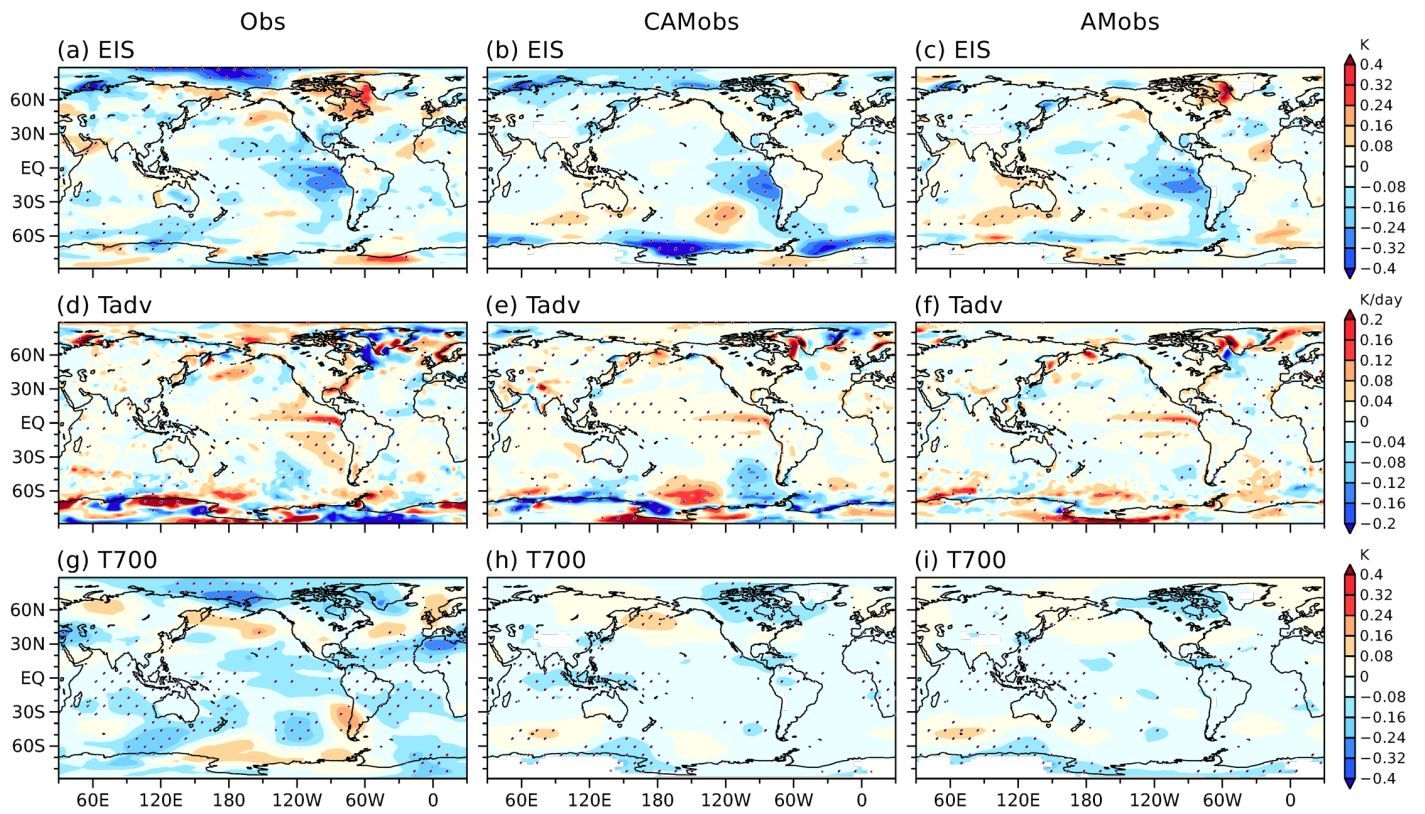 Obs CAMobs AMobs
(a) EIS (b) EIS (c) EIS
K
0.4
0.32
0.24
0.16
0.08
0
−0.08
−0.16
−0.24
−0.32
−0.4
60N
30N
EQ
30S
60S
(d) Tadv (e) Tadv (f) Tadv
K/day
0.2
0.16
0.12
0.08
0.04
0
−0.04
−0.08
−0.12
−0.16
−0.2
60N
30N
EQ
30S
60S
(g) T700 (h) T700 (i) T700
K
0.4
0.32
0.24
0.16
0.08
0
−0.08
−0.16
−0.24
−0.32
−0.4
60N
30N
EQ
30S
60S
60E 120E 180 120W 60W 0 60E 120E 180 120W 60W 0 60E 120E 180 120W 60W 0